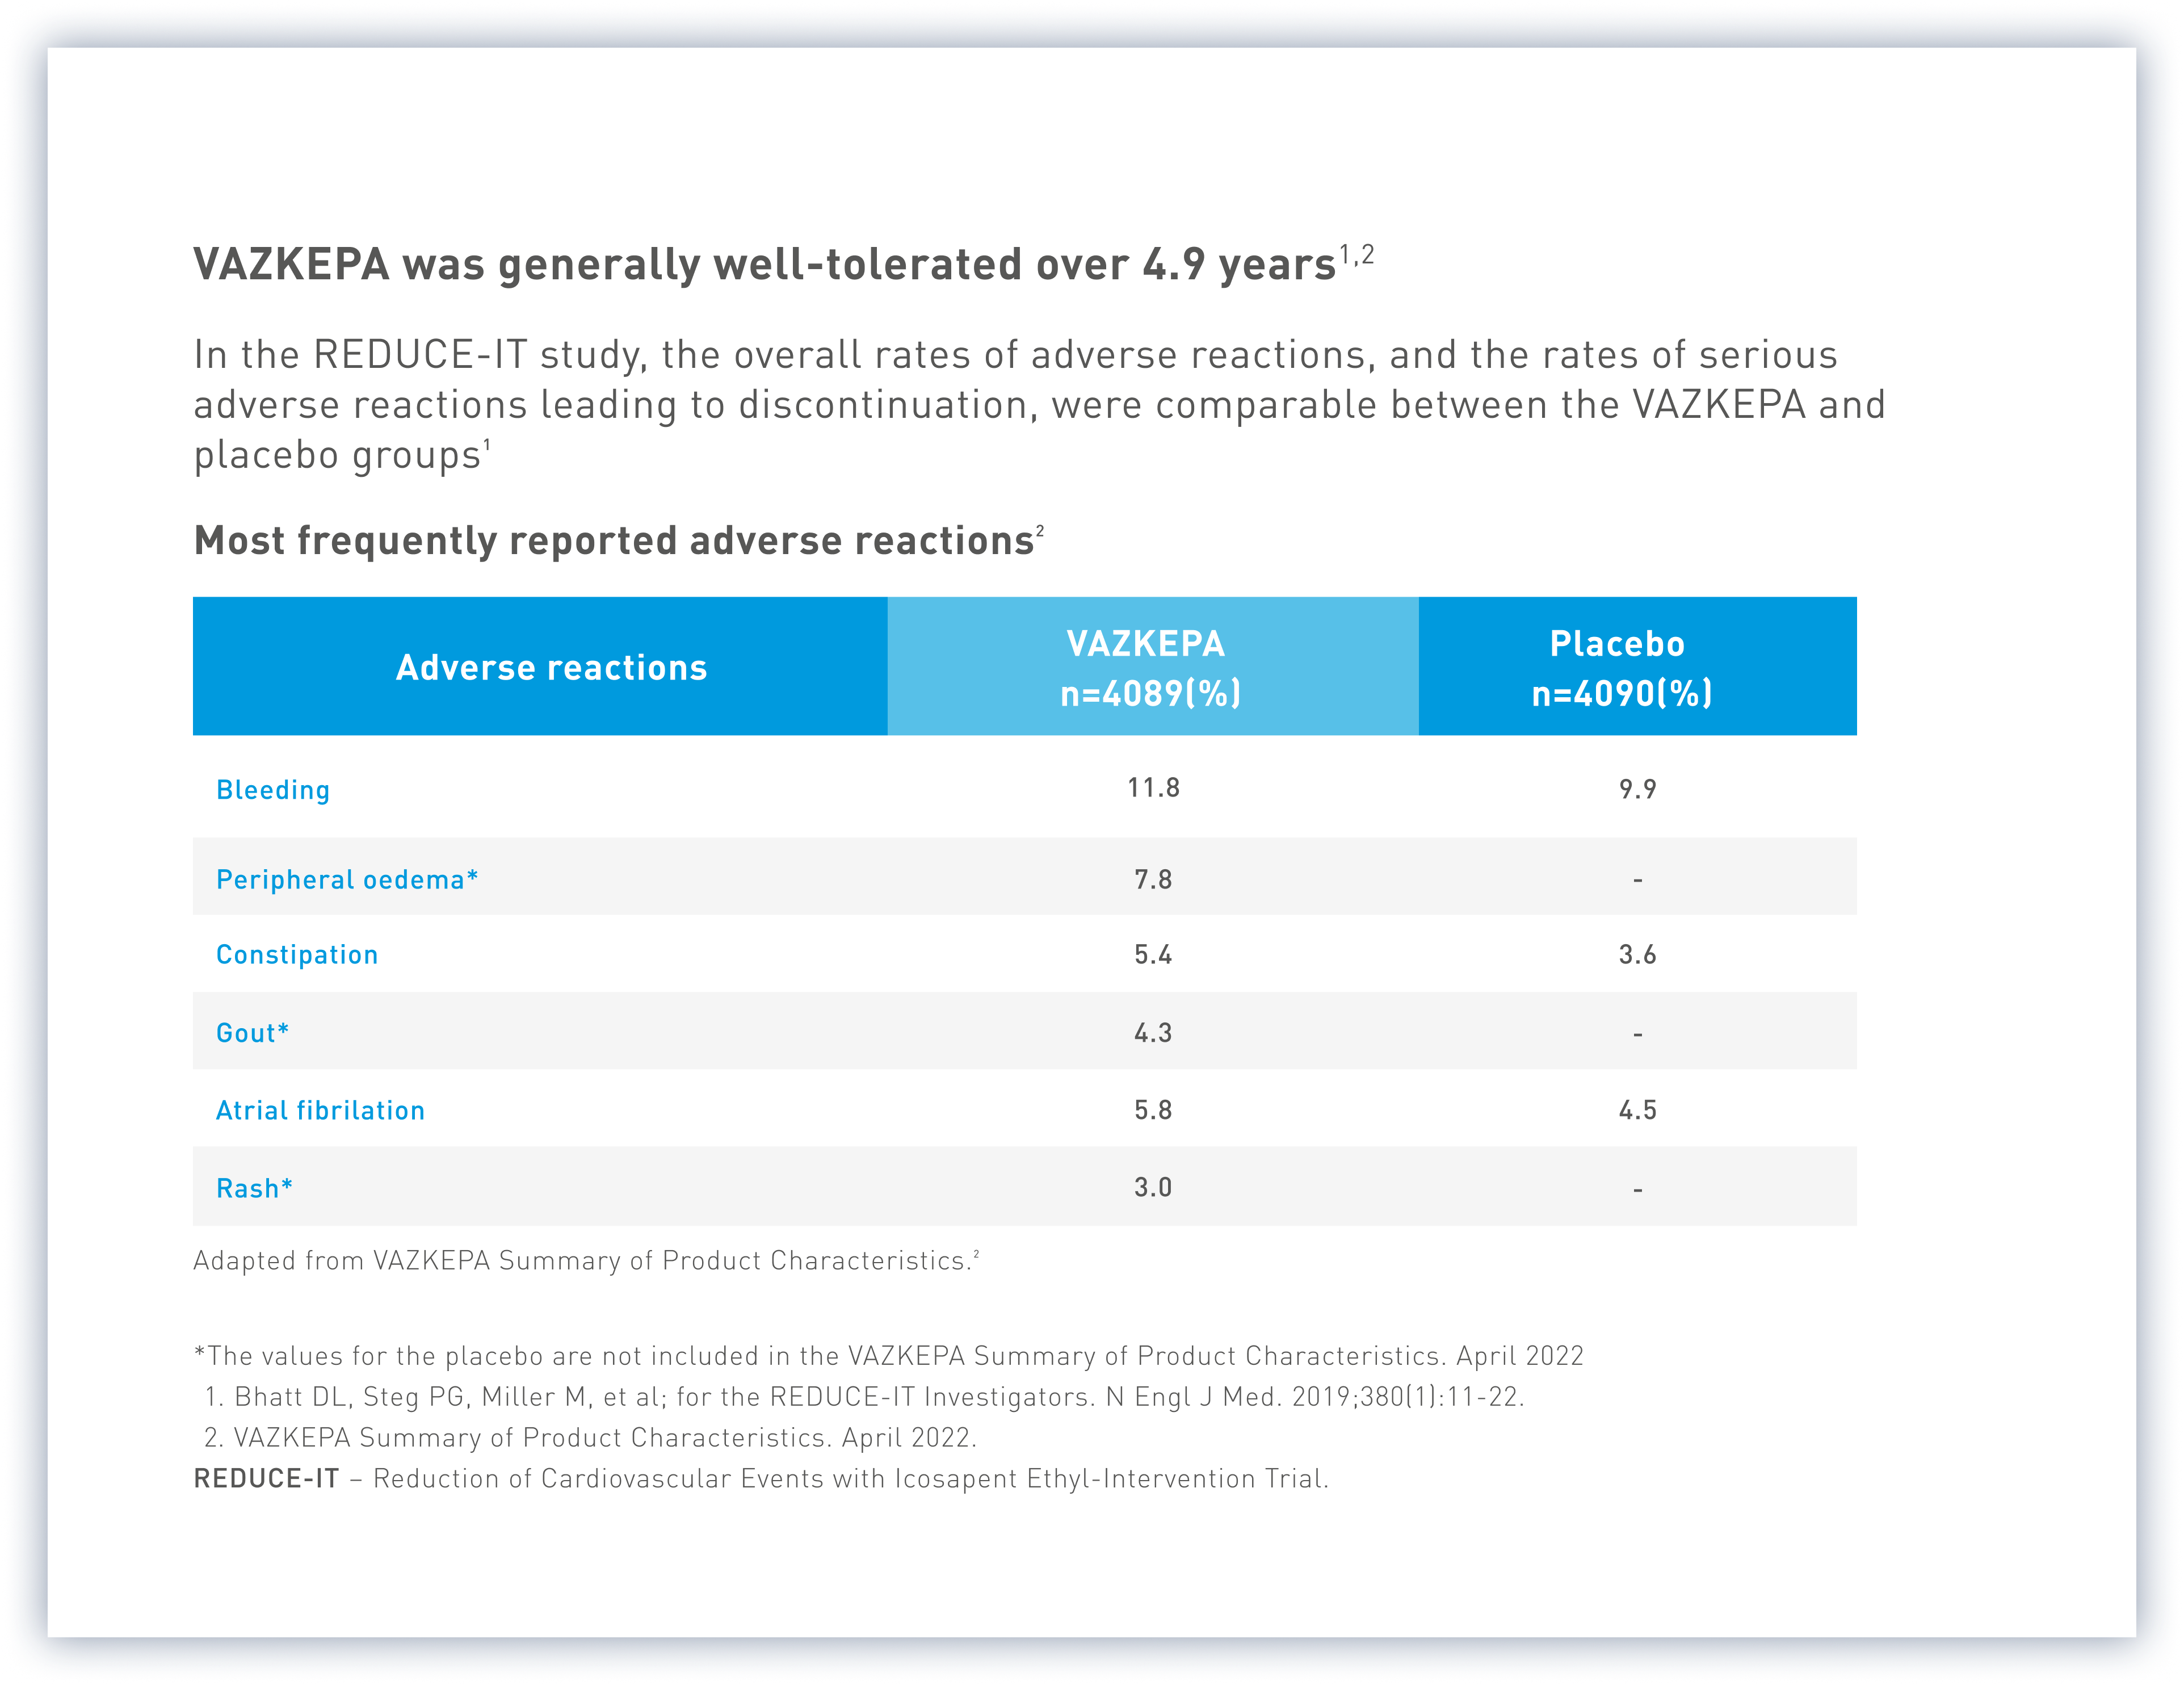 VAZKEPA was generally well-tolerated over 4.9 years1,2
In the REDUCE-IT study, the overall rates of adverse reactions, and the rates of serious
adverse reactions leading to discontinuation, were comparable between the VAZKEPA and
placebo groups1
Most frequently reported adverse reactions2
Adverse reactions VAZKEPA n=4089(%) Placebo n=4090(%)
Bleeding 11.8 9.9
Peripheral oedema* 7.8 -
Constipation 5.4 3.6
Gout* 4.3 -
Atrial fibrilation 5.8 4.5
Rash* 3.0 -
Adapted from VAZKEPA Summary of Product Characteristics.2
*The values for the placebo are not included in the VAZKEPA Summary of Product Characteristics. April 2022
1. Bhatt DL, Steg PG, Miller M, et al; for the REDUCE-IT Investigators. N Engl J Med. 2019;380(1):11-22.
2. VAZKEPA Summary of Product Characteristics. April 2022.
REDUCE-IT – Reduction of Cardiovascular Events with Icosapent Ethyl-Intervention Trial.